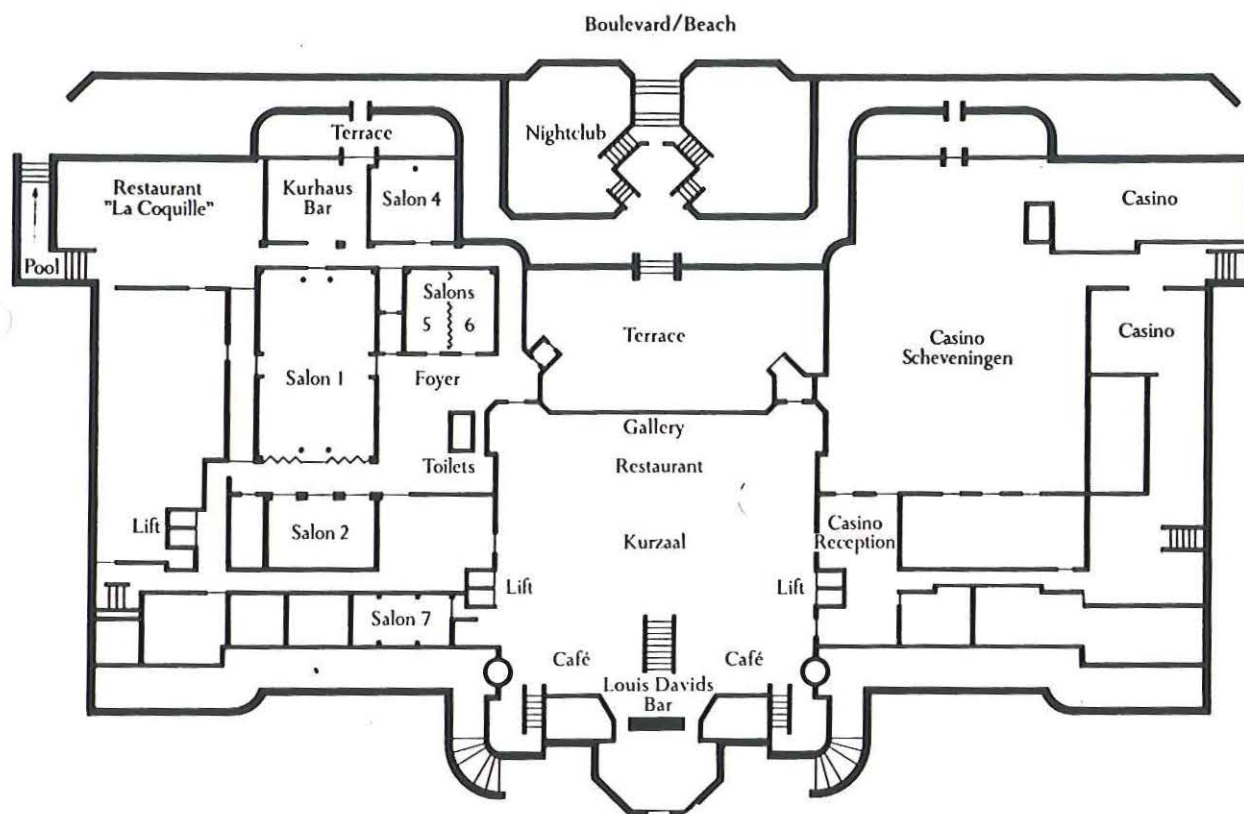 Boulevard/Beach
Nightclub
Terrace
Restaurant
"La Coquille"
Kurhaus
Bar
Salon 4
Casino
Pool
Salons
5 6
Terrace
Casino
Scheveningen
Casino
Salon 1
Foyer
Gallery
Toilets
Restaurant
Lift
Salon 2
Kurzaal
Casino
Reception
Lift
Lift
Salon 7
Café
Café
Louis Davids
Bar